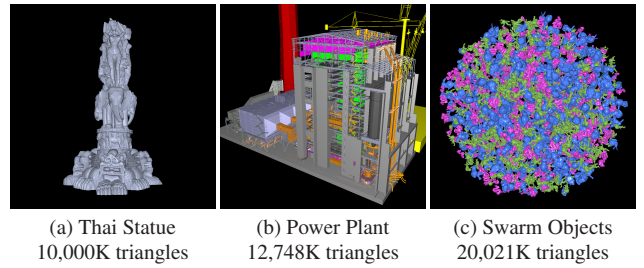 (a) Thai Statue
10,000K triangles
(b) Power Plant
12,748K triangles
(c) Swarm Objects
20,021K triangles